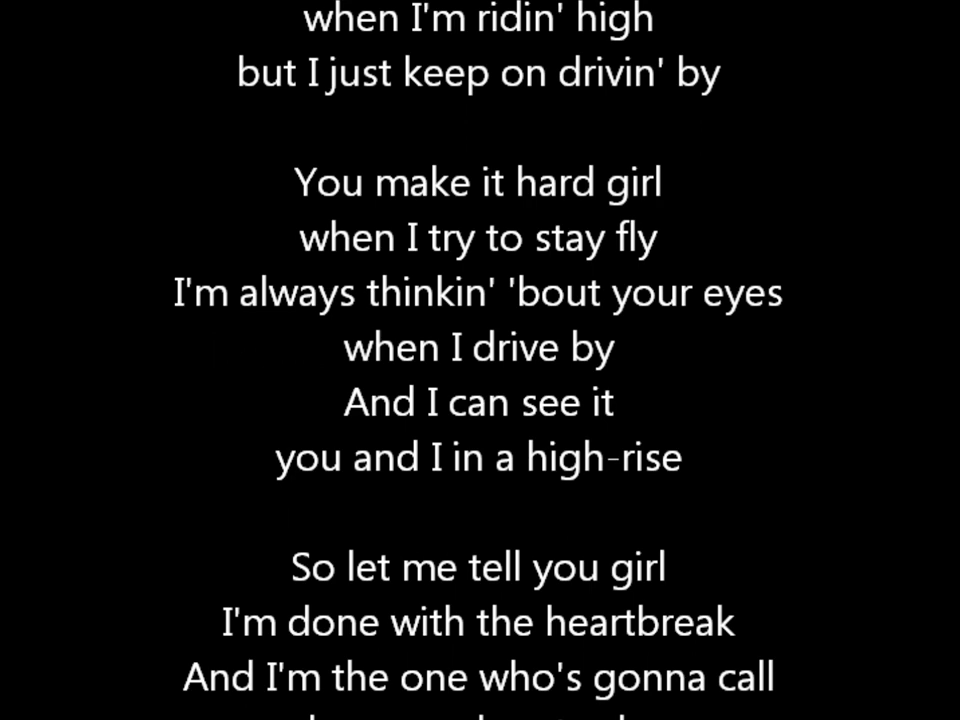 when I'm ridin' high
but I just keep on drivin' by
You make it hard girl
when I try to stay fly
I'm always thinkin' 'bout your eyes
when I drive by
And I can see it
you and I in a high-rise
So let me tell you girl
I'm done with the heartbreak
And I'm the one who's gonna call